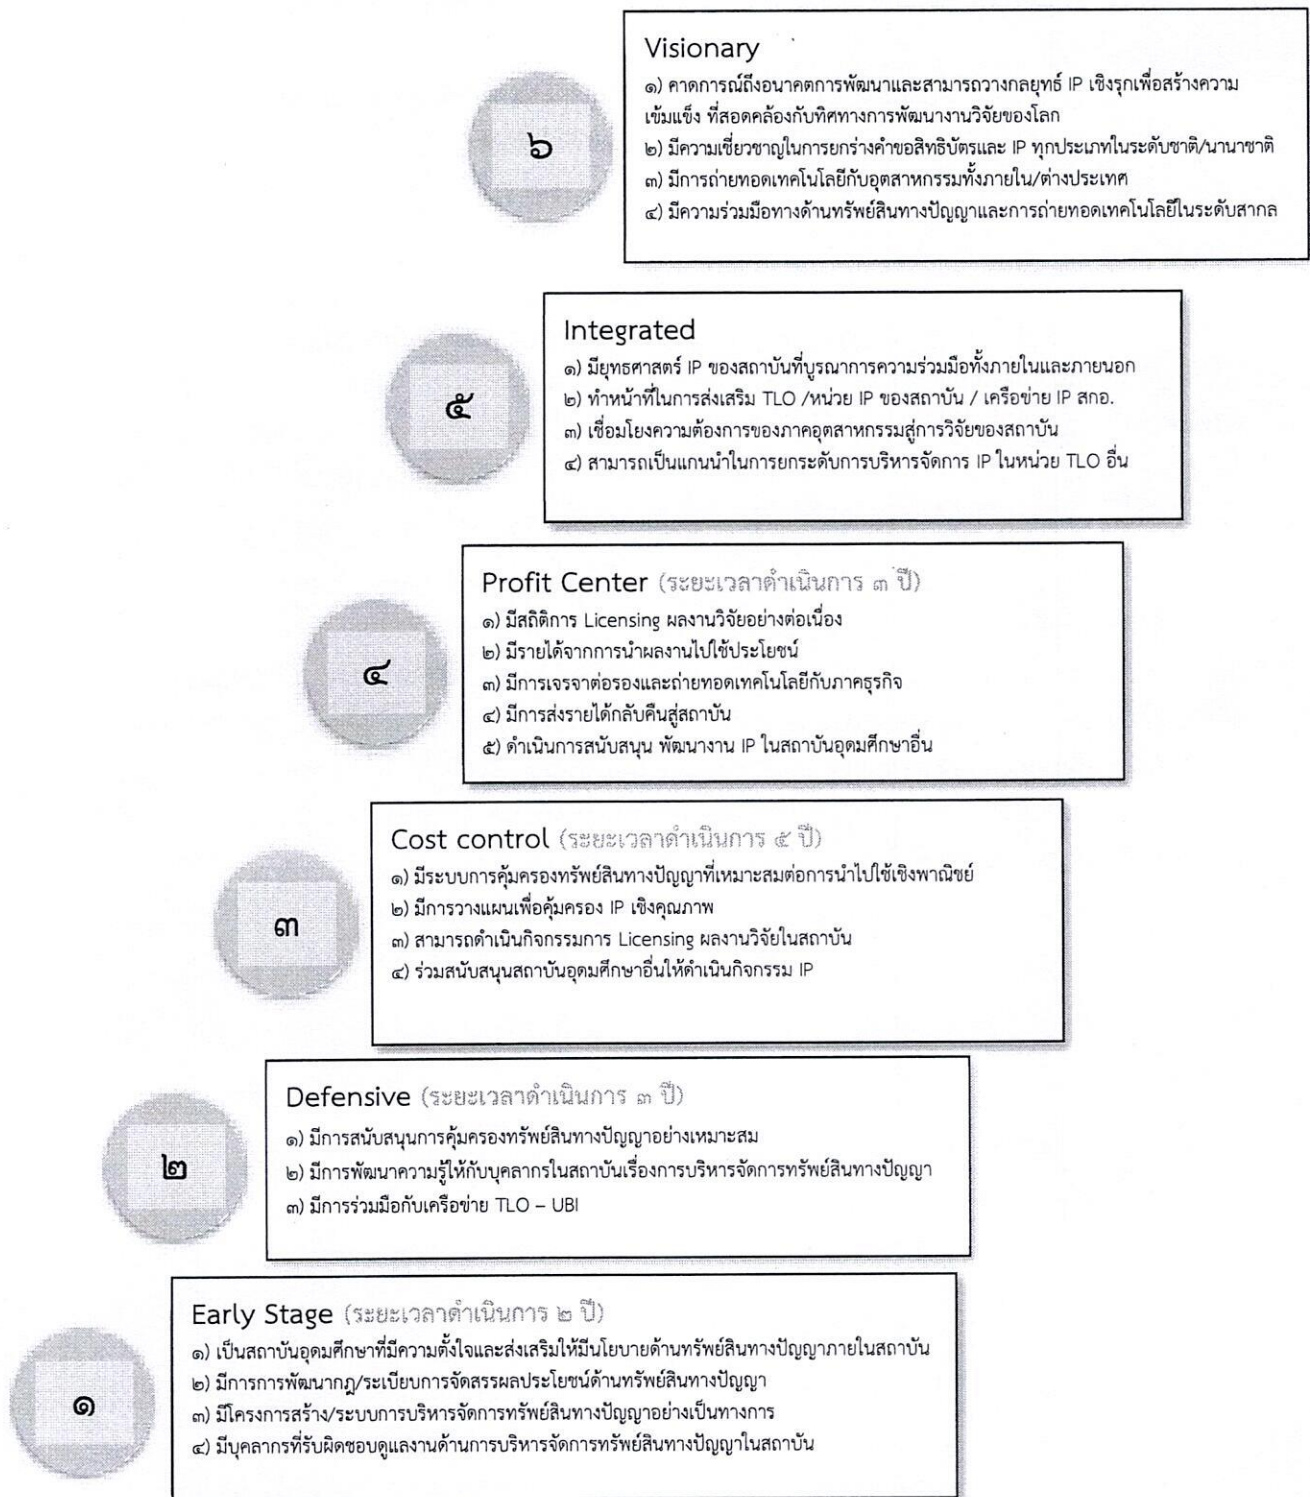 Visionary
๑) คาดการณ์ถึงอนาคตการพัฒนาและสามารถวางกลยุทธ์ IP เชิงรุกเพื่อสร้างความ
เข้มแข็ง ที่สอดคล้องกับทิศทางการพัฒนางานวิจัยของโลก
๒) มีความเชี่ยวชาญในการยกร่างคำขอสิทธิบัตรและ IP ทุกประเภทในระดับชาติ/นานาชาติ
๓) มีการถ่ายทอดเทคโนโลยีกับอุตสาหกรรมทั้งภายใน/ต่างประเทศ
๔) มีความร่วมมือทางด้านทรัพย์สินทางปัญญาและการถ่ายทอดเทคโนโลยีในระดับสากล
๖
Integrated
๑) มียุทธศาสตร์ IP ของสถาบันที่บูรณาการความร่วมมือทั้งภายในและภายนอก
๒) ทำหน้าที่ในการส่งเสริม TLO /หน่วย IP ของสถาบัน / เครือข่าย IP สกอ.
๓) เชื่อมโยงความต้องการของภาคอุตสาหกรรมสู่การวิจัยของสถาบัน
๔) สามารถเป็นแกนนำในการยกระดับการบริหารจัดการ IP ในหน่วย TLO อื่น
๕
Profit Center (ระยะเวลาดำเนินการ ๓ ปี)
๑) มีสถิติการ Licensing ผลงานวิจัยอย่างต่อเนื่อง
๒) มีรายได้จากการนำผลงานไปใช้ประโยชน์
๓) มีการเจรจาต่อรองและถ่ายทอดเทคโนโลยีกับภาคธุรกิจ
๔) มีการส่งรายได้กลับคืนสู่สถาบัน
๕) ดำเนินการสนับสนุน พัฒนางาน IP ในสถาบันอุดมศึกษาอื่น
๔
Cost control (ระยะเวลาดำเนินการ ๕ ปี)
๑) มีระบบการคุ้มครองทรัพย์สินทางปัญญาที่เหมาะสมต่อการนำไปใช้เชิงพาณิชย์
๒) มีการวางแผนเพื่อคุ้มครอง IP เชิงคุณภาพ
๓) สามารถดำเนินกิจกรรมการ Licensing ผลงานวิจัยในสถาบัน
๔) ร่วมสนับสนุนสถาบันอุดมศึกษาอื่นให้ดำเนินกิจกรรม IP
๓
Defensive (ระยะเวลาดำเนินการ ๓ ปี)
๑) มีการสนับสนุนการคุ้มครองทรัพย์สินทางปัญญาอย่างเหมาะสม
๒) มีการพัฒนาความรู้ให้กับบุคลากรในสถาบันเรื่องการบริหารจัดการทรัพย์สินทางปัญญา
๓) มีการร่วมมือกับเครือข่าย TLO – UBI
๒
Early Stage (ระยะเวลาดำเนินการ ๒ ปี)
๑) เป็นสถาบันอุดมศึกษาที่มีความตั้งใจและส่งเสริมให้มีนโยบายด้านทรัพย์สินทางปัญญาภายในสถาบัน
๒) มีการการพัฒนากฎ/ระเบียบการจัดสรรผลประโยชน์ด้านทรัพย์สินทางปัญญา
๓) มีโครงการสร้าง/ระบบการบริหารจัดการทรัพย์สินทางปัญญาอย่างเป็นทางการ
๔) มีบุคลากรที่รับผิดชอบดูแลงานด้านการบริหารจัดการทรัพย์สินทางปัญญาในสถาบัน
๑